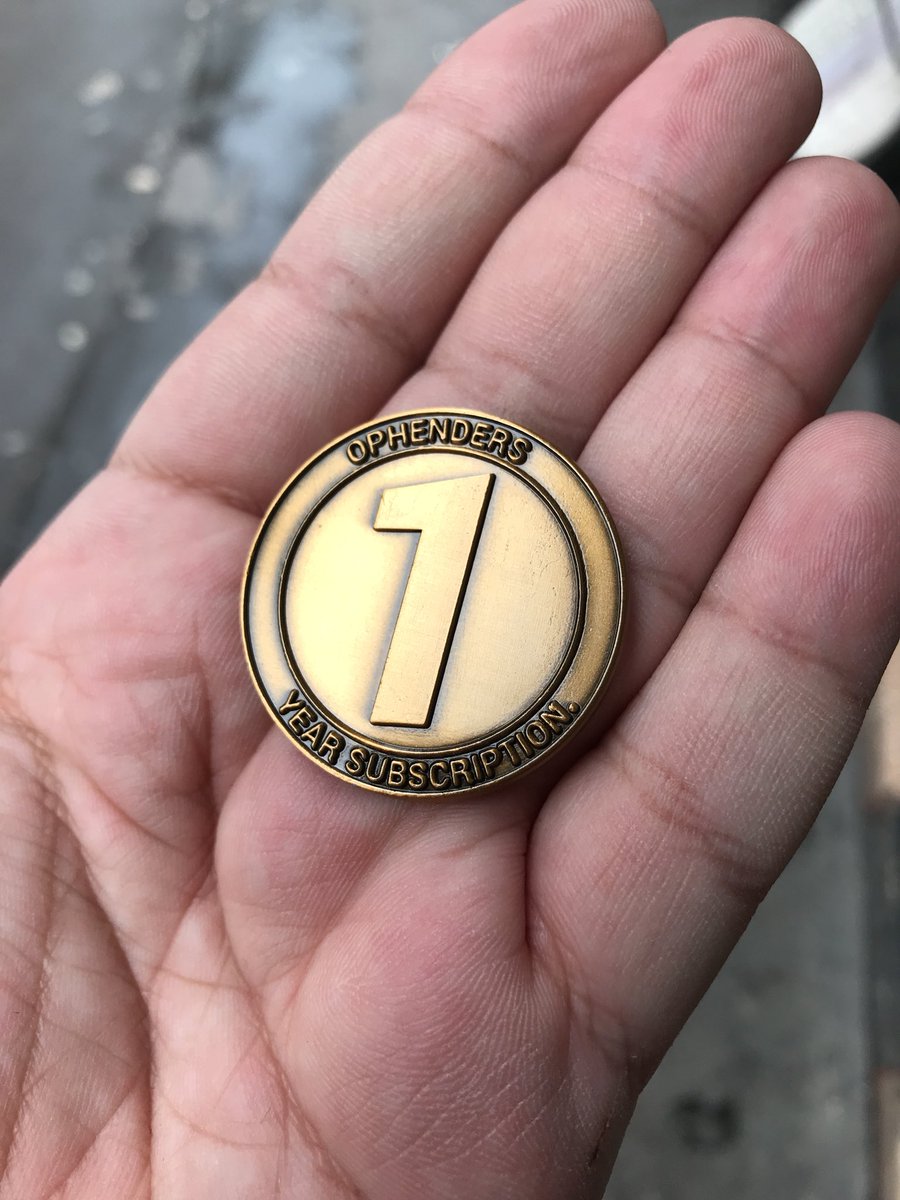 OPHENDERS
1
YEAR SUBSCRIPTION.